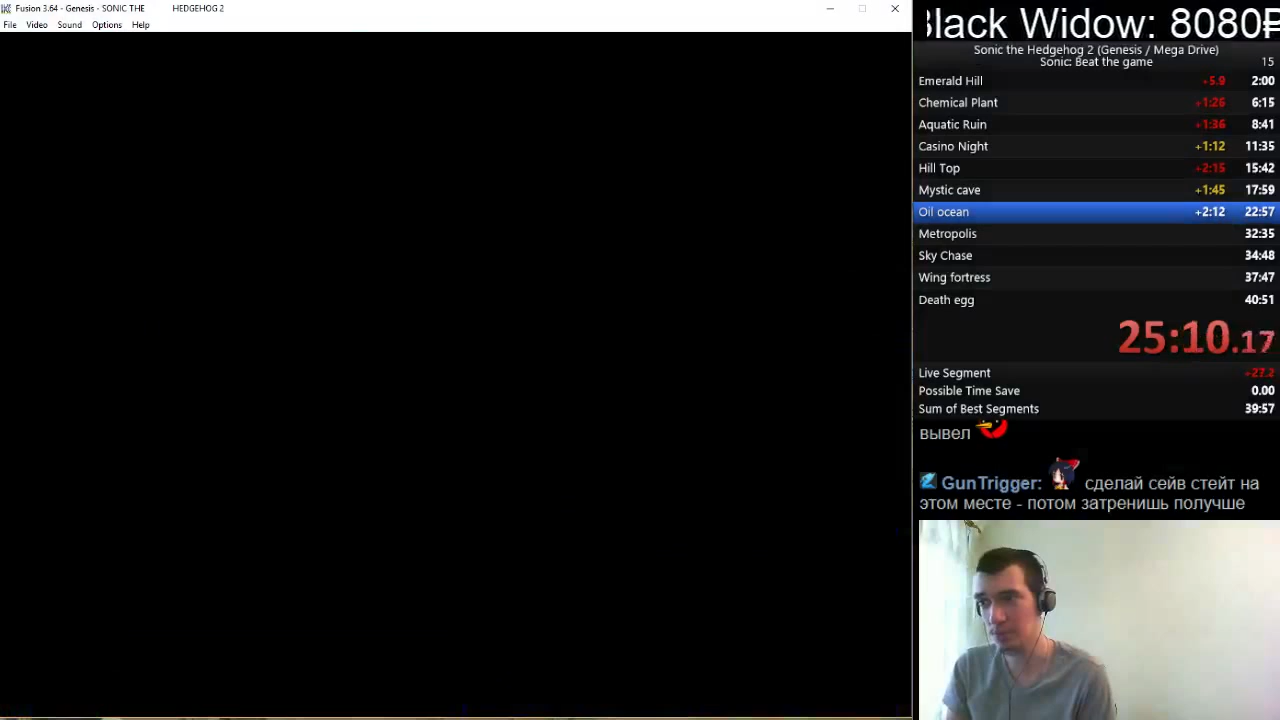 Fusion 3.64 - Genesis - SONIC THE HEDGEHOG 2
File Video Sound Options Help
Black Widow: 8080₽
Sonic the Hedgehog 2 (Genesis / Mega Drive)
Sonic: Beat the game 15
Emerald Hill +5.9 2:00
Chemical Plant +1:26 6:15
Aquatic Ruin +1:36 8:41
Casino Night +1:12 11:35
Hill Top +2:15 15:42
Mystic cave +1:45 17:59
Oil ocean +2:12 22:57
Metropolis 32:35
Sky Chase 34:48
Wing fortress 37:47
Death egg 40:51
25:10.17
Live Segment +27.2
Possible Time Save 0.00
Sum of Best Segments 39:57
вывел
GunTrigger: сделай сейв стейт на
этом месте - потом затренишь получше